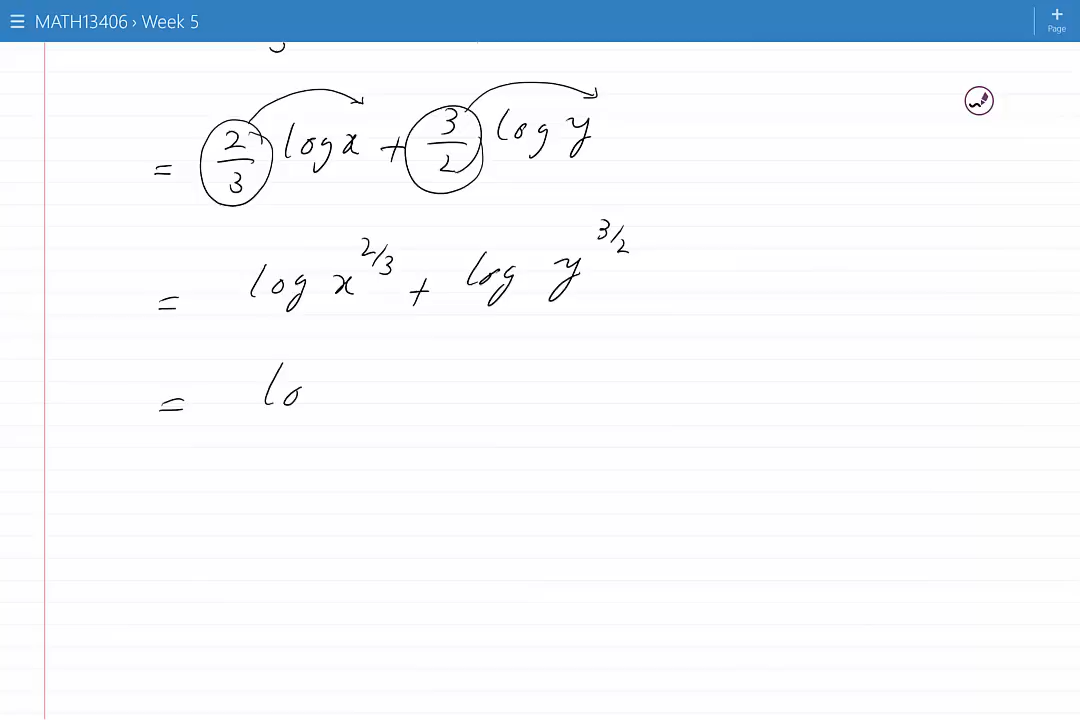 ☰ MATH13406 › Week 5
+ Page
= 2/3 log x + 3/2 log y
= log x^{2/3} + log y^{3/2}
= lo